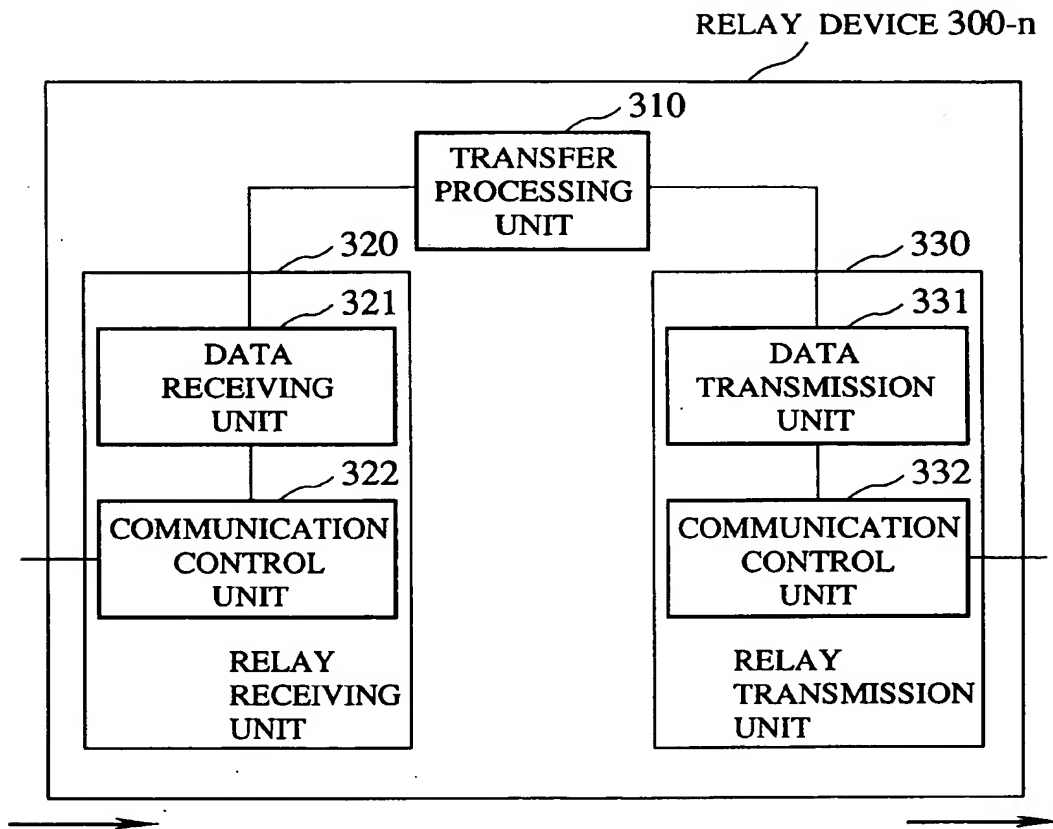 RELAY DEVICE 300-n
310
TRANSFER
PROCESSING
UNIT
320
330
321
331
DATA
RECEIVING
UNIT
DATA
TRANSMISSION
UNIT
322
332
COMMUNICATION
CONTROL
UNIT
COMMUNICATION
CONTROL
UNIT
RELAY
RECEIVING
UNIT
RELAY
TRANSMISSION
UNIT